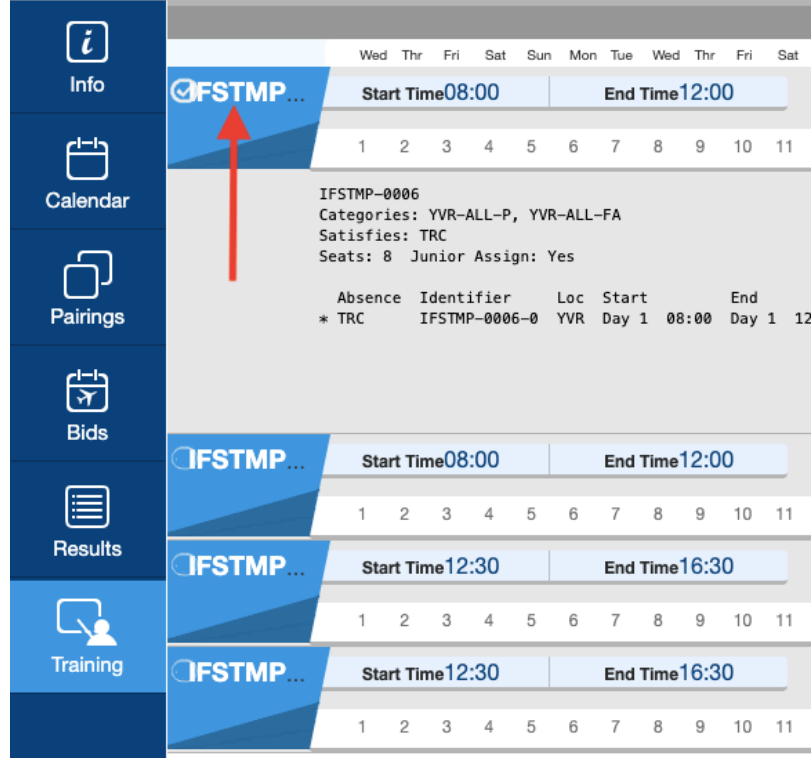 Info
Calendar
Pairings
Bids
Results
Training
Wed Thr Fri Sat Sun Mon Tue Wed Thr Fri Sat
IFSTMP...
Start Time08:00 End Time12:00
1 2 3 4 5 6 7 8 9 10 11
IFSTMP-0006
Categories: YVR-ALL-P, YVR-ALL-FA
Satisfies: TRC
Seats: 8 Junior Assign: Yes
Absence Identifier Loc Start End
* TRC IFSTMP-0006-0 YVR Day 1 08:00 Day 1 12
IFSTMP...
Start Time08:00 End Time12:00
1 2 3 4 5 6 7 8 9 10 11
IFSTMP...
Start Time12:30 End Time16:30
1 2 3 4 5 6 7 8 9 10 11
IFSTMP...
Start Time12:30 End Time16:30
1 2 3 4 5 6 7 8 9 10 11